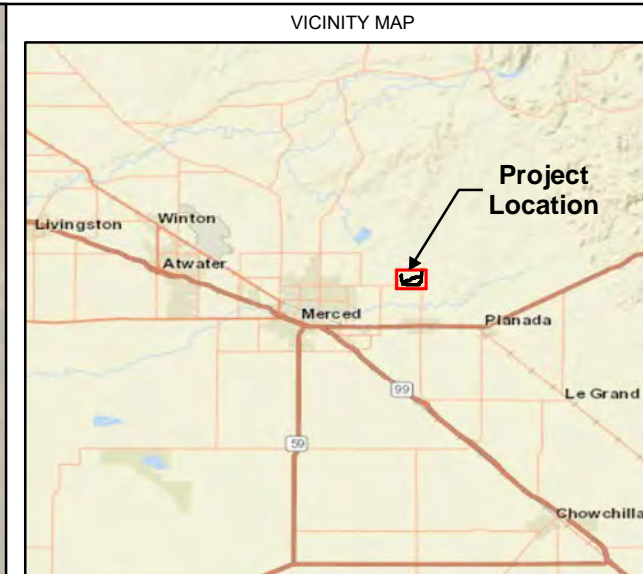 VICINITY MAP
Project
Location
Livingston
Winton
Atwater
Merced
Planada
Le Grand
99
59
Chowchilla